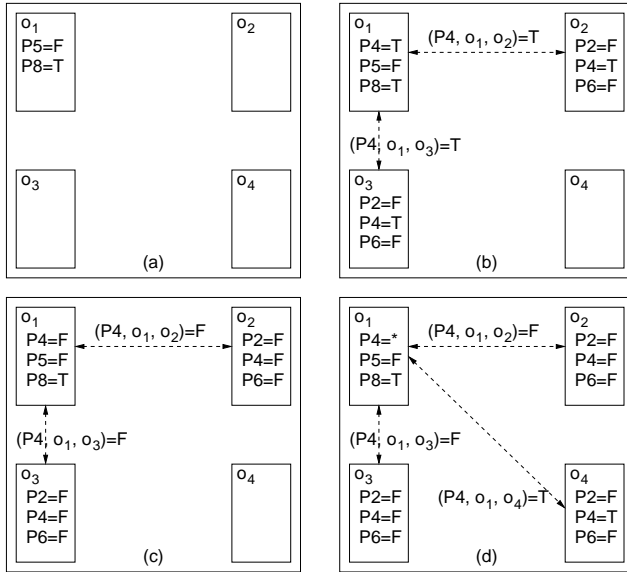 o1
P5=F
P8=T
o2
o3
o4
(a)
o1
P4=T
P5=F
P8=T
(P4, o1, o2)=T
o2
P2=F
P4=T
P6=F
(P4, o1, o3)=T
o3
P2=F
P4=T
P6=F
o4
(b)
o1
P4=F
P5=F
P8=T
(P4, o1, o2)=F
o2
P2=F
P4=F
P6=F
(P4, o1, o3)=F
o3
P2=F
P4=F
P6=F
o4
(c)
o1
P4=*
P5=F
P8=T
(P4, o1, o2)=F
o2
P2=F
P4=F
P6=F
(P4, o1, o3)=F
o3
P2=F
P4=F
P6=F
(P4, o1, o4)=T
o4
P2=F
P4=T
P6=F
(d)